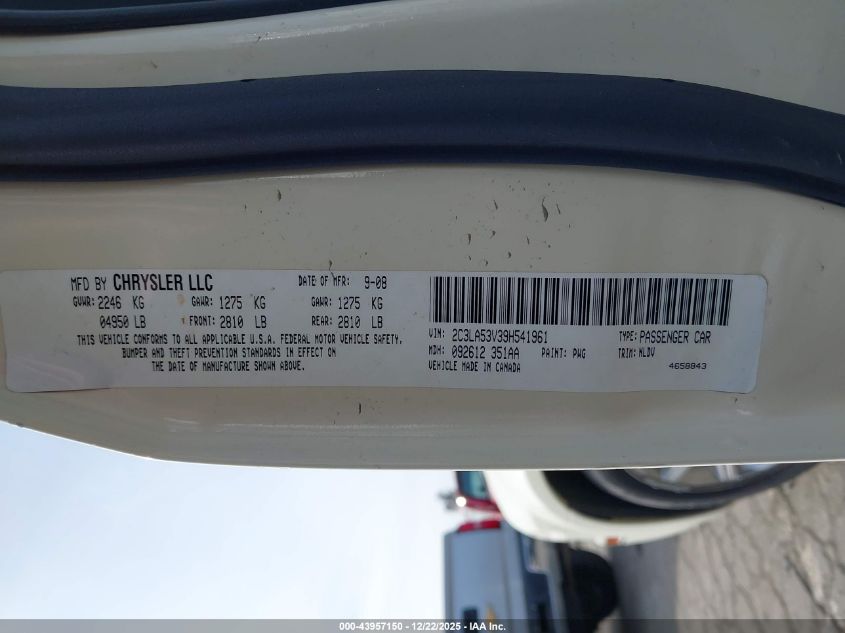 MFD BY CHRYSLER LLC DATE OF MFR: 9-08
GVWR: 2246 KG GAWR: 1275 KG GAWR: 1275 KG
04950 LB FRONT: 2810 LB REAR: 2810 LB
THIS VEHICLE CONFORMS TO ALL APPLICABLE U.S.A. FEDERAL MOTOR VEHICLE SAFETY,
BUMPER AND THEFT PREVENTION STANDARDS IN EFFECT ON
THE DATE OF MANUFACTURE SHOWN ABOVE.
VIN: 2C3LA53V39H541961 TYPE: PASSENGER CAR
MDH: 092612 351AA PAINT: PWG TRIM: NLDV
VEHICLE MADE IN CANADA 4658843
000-43957150 - 12/22/2025 - IAA Inc.